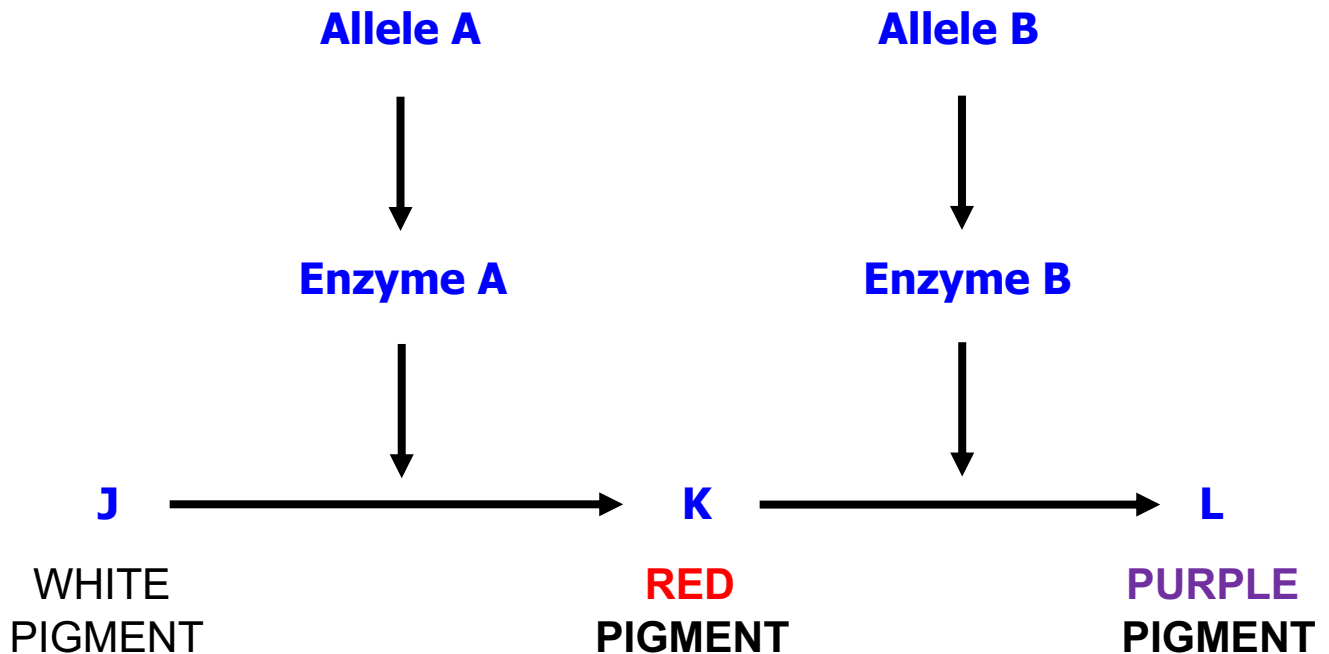 Allele A
Allele B
Enzyme A
Enzyme B
J
K
L
WHITE
PIGMENT
RED
PIGMENT
PURPLE
PIGMENT